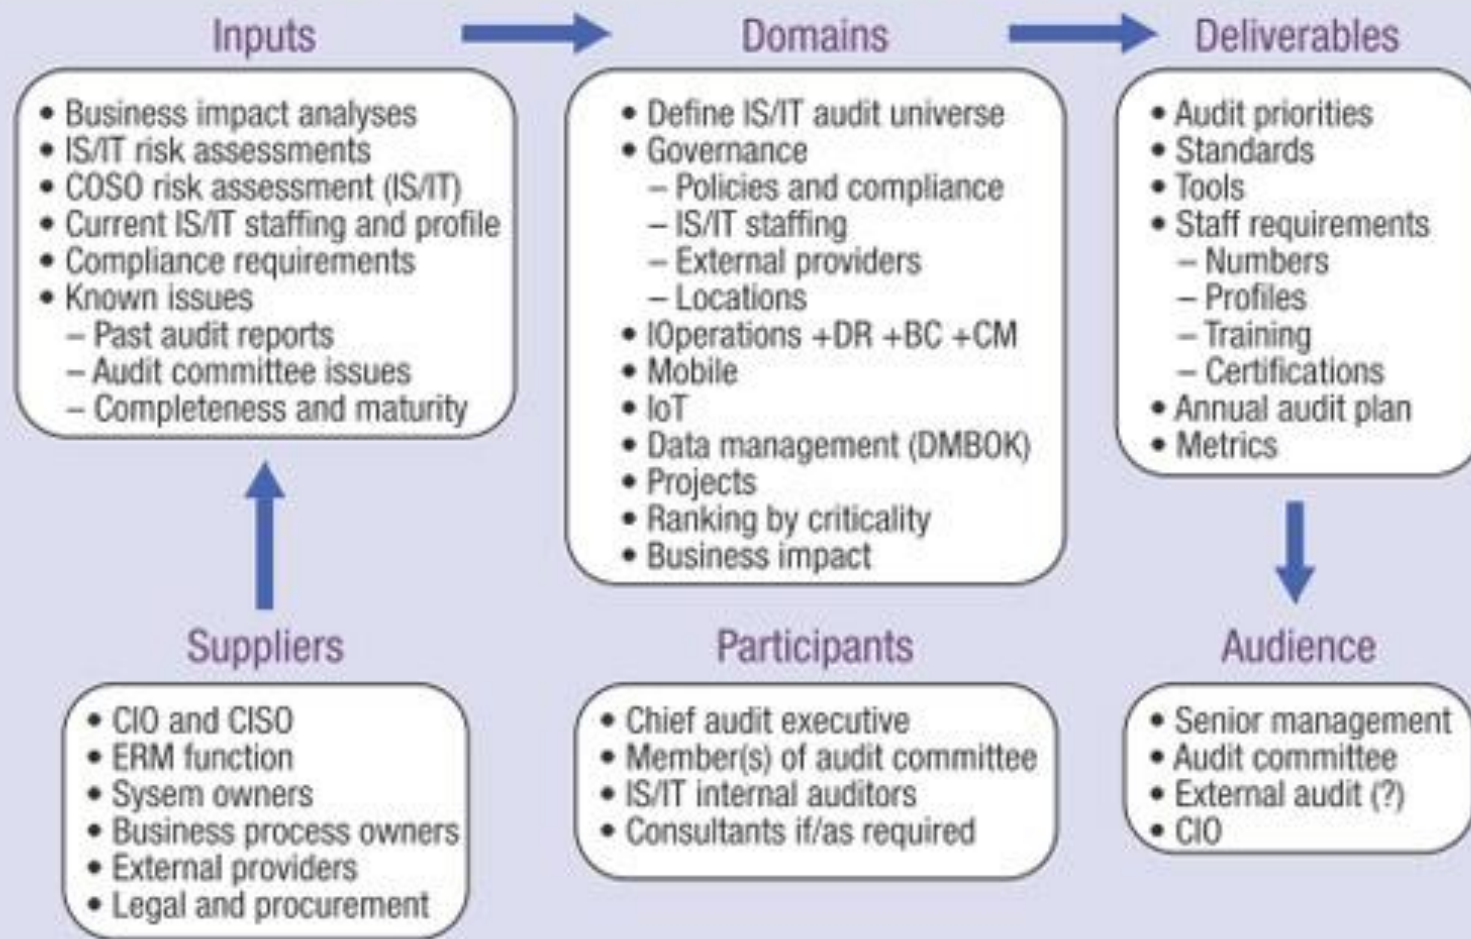 Inputs
• Business impact analyses
• IS/IT risk assessments
• COSO risk assessment (IS/IT)
• Current IS/IT staffing and profile
• Compliance requirements
• Known issues
– Past audit reports
– Audit committee issues
– Completeness and maturity
Domains
• Define IS/IT audit universe
• Governance
– Policies and compliance
– IS/IT staffing
– External providers
– Locations
• IOperations +DR +BC +CM
• Mobile
• IoT
• Data management (DMBOK)
• Projects
• Ranking by criticality
• Business impact
Deliverables
• Audit priorities
• Standards
• Tools
• Staff requirements
– Numbers
– Profiles
– Training
– Certifications
• Annual audit plan
• Metrics
Suppliers
• CIO and CISO
• ERM function
• Sysem owners
• Business process owners
• External providers
• Legal and procurement
Participants
• Chief audit executive
• Member(s) of audit committee
• IS/IT internal auditors
• Consultants if/as required
Audience
• Senior management
• Audit committee
• External audit (?)
• CIO